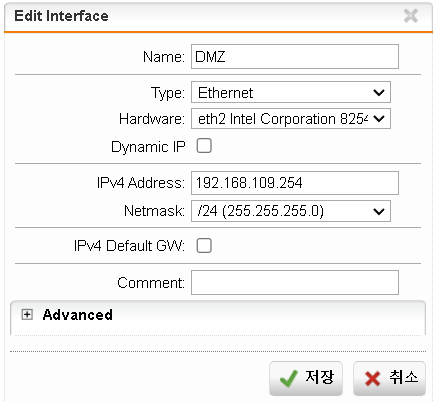 Edit Interface
Name: DMZ
Type: Ethernet
Hardware: eth2 Intel Corporation 8254
Dynamic IP
IPv4 Address: 192.168.109.254
Netmask: /24 (255.255.255.0)
IPv4 Default GW:
Comment:
Advanced
저장 취소